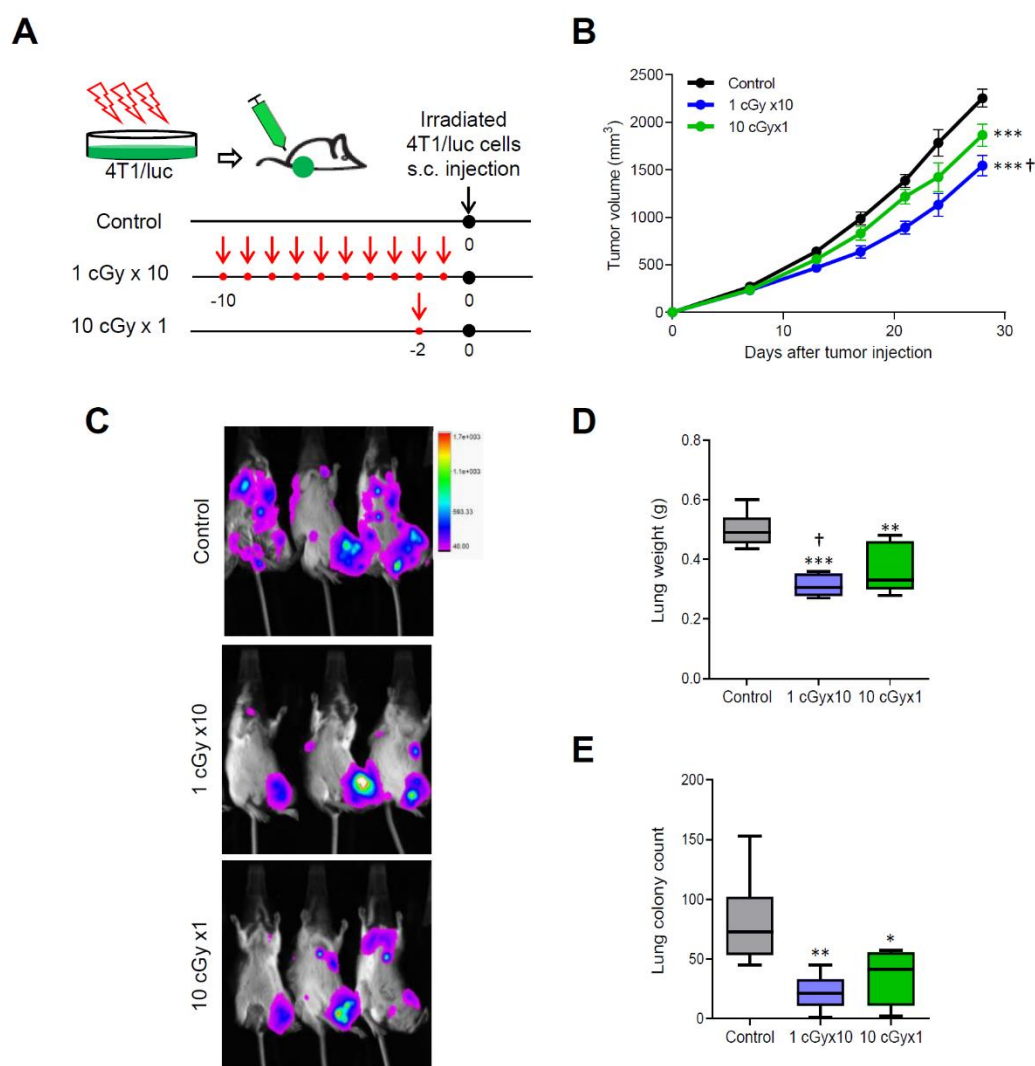 A
4T1/luc
Irradiated
4T1/luc cells
s.c. injection
Control
0
1 cGy x 10
-10
0
10 cGy x 1
-2
0
B
Control
1 cGy x10
10 cGyx1
2500
2000
1500
1000
500
0
Tumor volume (mm3)
***
***†
0
10
20
30
Days after tumor injection
C
Control
1.7e+003
1.1e+003
593.33
40.00
1 cGy x10
10 cGy x1
D
0.8
0.6
0.4
0.2
0.0
Lung weight (g)
†
***
**
Control
1 cGyx10
10 cGyx1
E
200
150
100
50
0
Lung colony count
**
*
Control
1 cGyx10
10 cGyx1